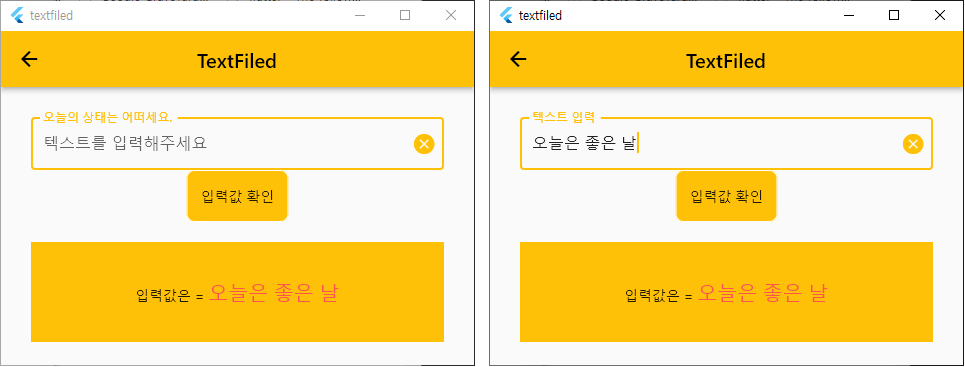 textfiled
TextFiled
오늘의 상태는 어떠세요.
텍스트를 입력해주세요
입력값 확인
입력값은 = 오늘은 좋은 날
textfiled
TextFiled
텍스트 입력
오늘은 좋은 날
입력값 확인
입력값은 = 오늘은 좋은 날